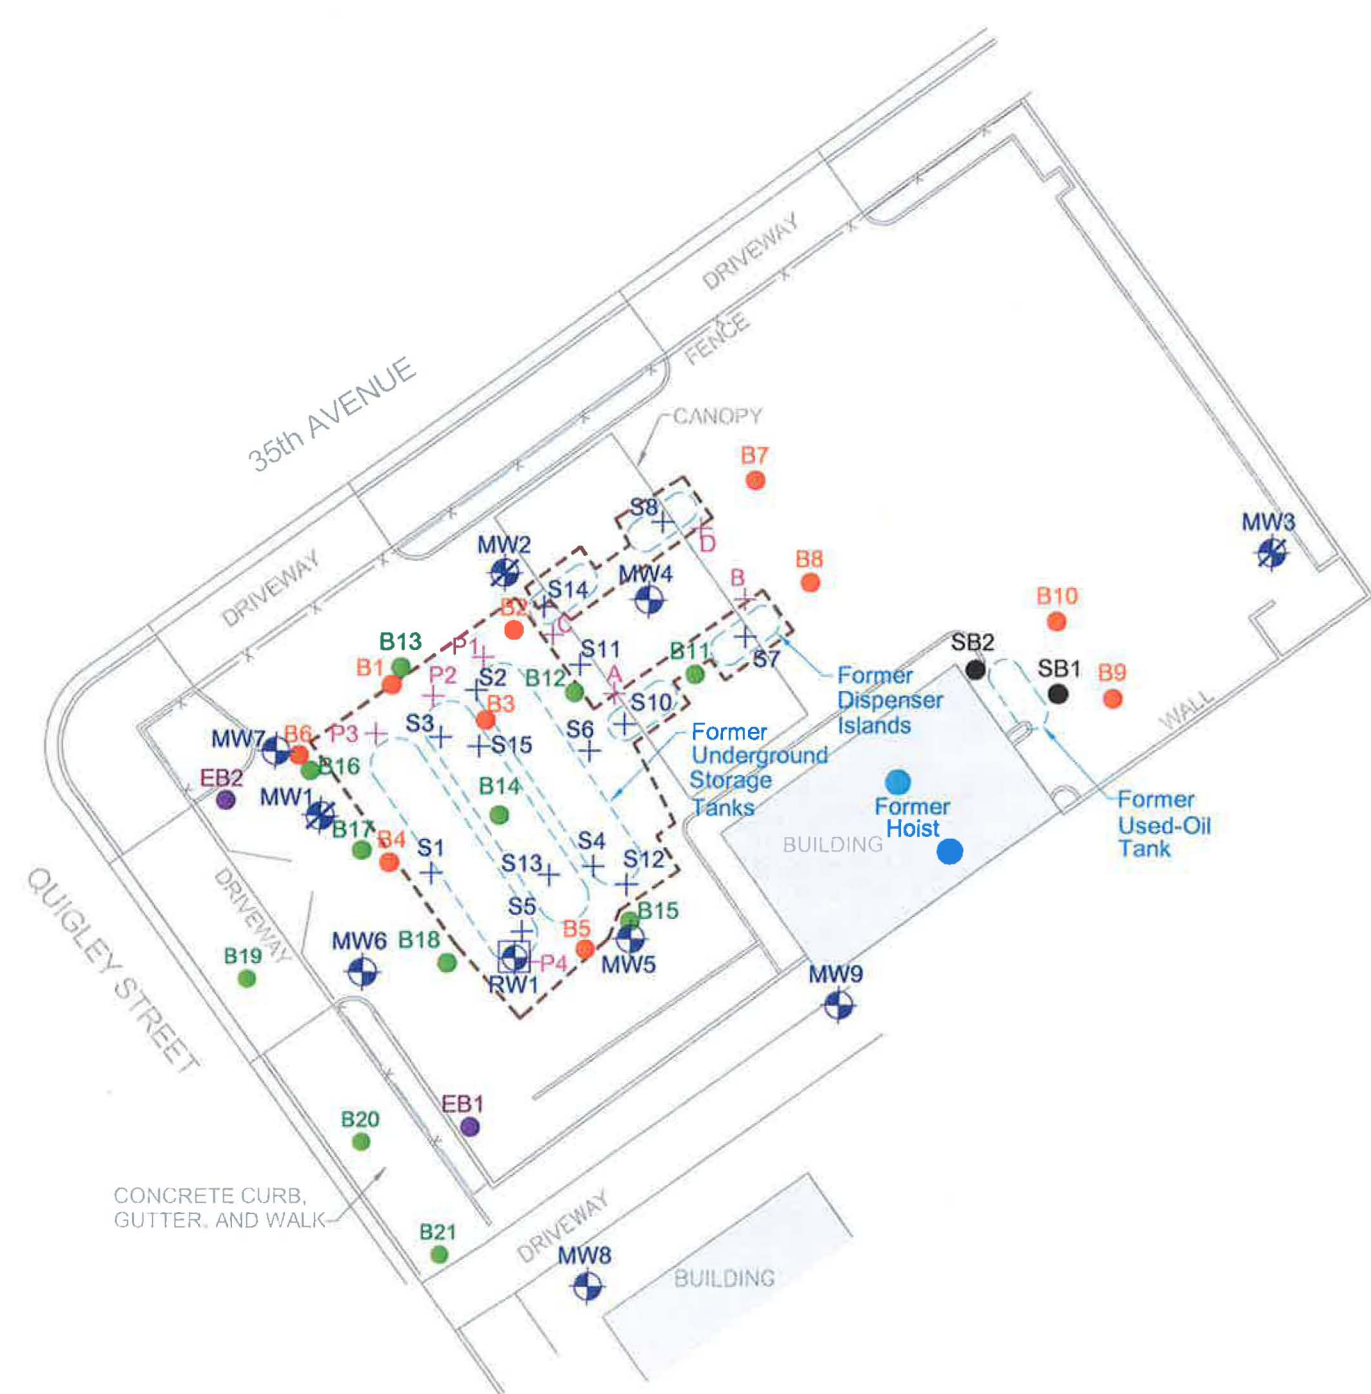 35th AVENUE
DRIVEWAY
FENCE
CANOPY
B7
S8
D
MW3
MW2
MW4
B8
B
DRIVEWAY
S14
B2
C
B10
B13
P1
S11
B11
S7
SB2
SB1
B9
B1
P2
S2
B12
A
Former
Dispenser
Islands
WALL
B3
S10
P3
S3
S15
S6
Former
Underground
Storage
Tanks
MW7
B6
B16
EB2
MW1
B14
Former
Hoist
Former
Used-Oil
Tank
B17
B4
S1
S13
S4
S12
BUILDING
QUIGLEY STREET
DRIVEWAY
S5
B15
B19
MW6
B18
B5
P4
MW5
RW1
MW9
EB1
B20
CONCRETE CURB,
GUTTER, AND WALK
B21
DRIVEWAY
MW8
BUILDING